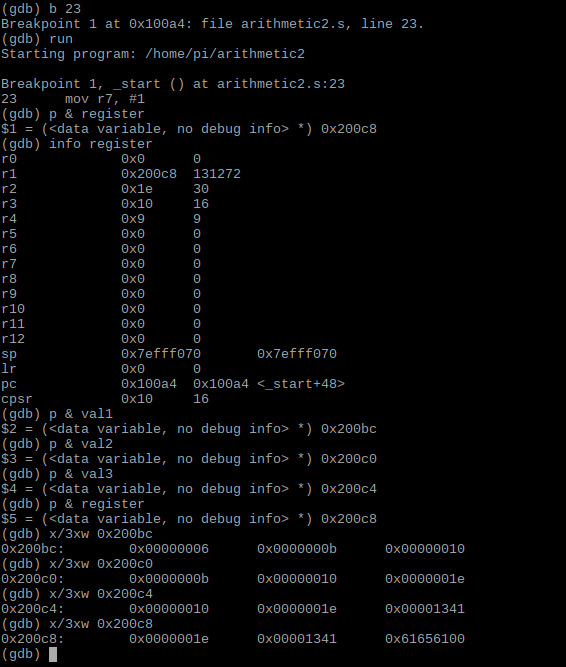 (gdb) b 23
Breakpoint 1 at 0x100a4: file arithmetic2.s, line 23.
(gdb) run
Starting program: /home/pi/arithmetic2
Breakpoint 1, _start () at arithmetic2.s:23
23      mov r7, #1
(gdb) p & register
$1 = (<data variable, no debug info> *) 0x200c8
(gdb) info register
r0             0x0      0
r1             0x200c8  131272
r2             0x1e     30
r3             0x10     16
r4             0x9      9
r5             0x0      0
r6             0x0      0
r7             0x0      0
r8             0x0      0
r9             0x0      0
r10            0x0      0
r11            0x0      0
r12            0x0      0
sp             0x7efff070       0x7efff070
lr             0x0      0
pc             0x100a4  0x100a4 <_start+48>
cpsr           0x10     16
(gdb) p & val1
$2 = (<data variable, no debug info> *) 0x200bc
(gdb) p & val2
$3 = (<data variable, no debug info> *) 0x200c0
(gdb) p & val3
$4 = (<data variable, no debug info> *) 0x200c4
(gdb) p & register
$5 = (<data variable, no debug info> *) 0x200c8
(gdb) x/3xw 0x200bc
0x200bc:        0x00000006      0x0000000b      0x00000010
(gdb) x/3xw 0x200c0
0x200c0:        0x0000000b      0x00000010      0x0000001e
(gdb) x/3xw 0x200c4
0x200c4:        0x00000010      0x0000001e      0x00001341
(gdb) x/3xw 0x200c8
0x200c8:        0x0000001e      0x00001341      0x61656100
(gdb)